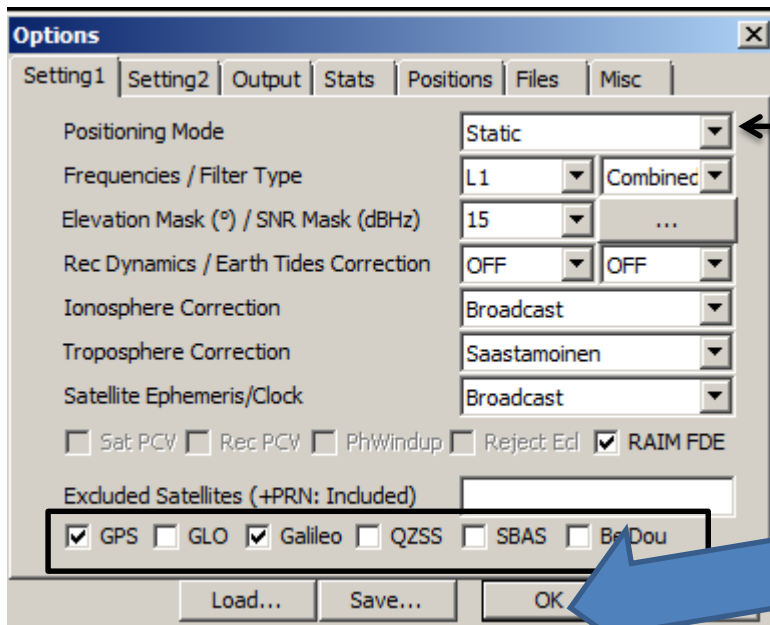 Options
Setting1 Setting2 Output Stats Positions Files Misc
Positioning Mode Static
Frequencies / Filter Type L1 Combined
Elevation Mask (°) / SNR Mask (dBHz) 15 ...
Rec Dynamics / Earth Tides Correction OFF OFF
Ionosphere Correction Broadcast
Troposphere Correction Saastamoinen
Satellite Ephemeris/Clock Broadcast
Sat PCV Rec PCV PhWindup Reject Ecl RAIM FDE
Excluded Satellites (+PRN: Included)
GPS GLO Galileo QZSS SBAS BeiDou
Load... Save... OK